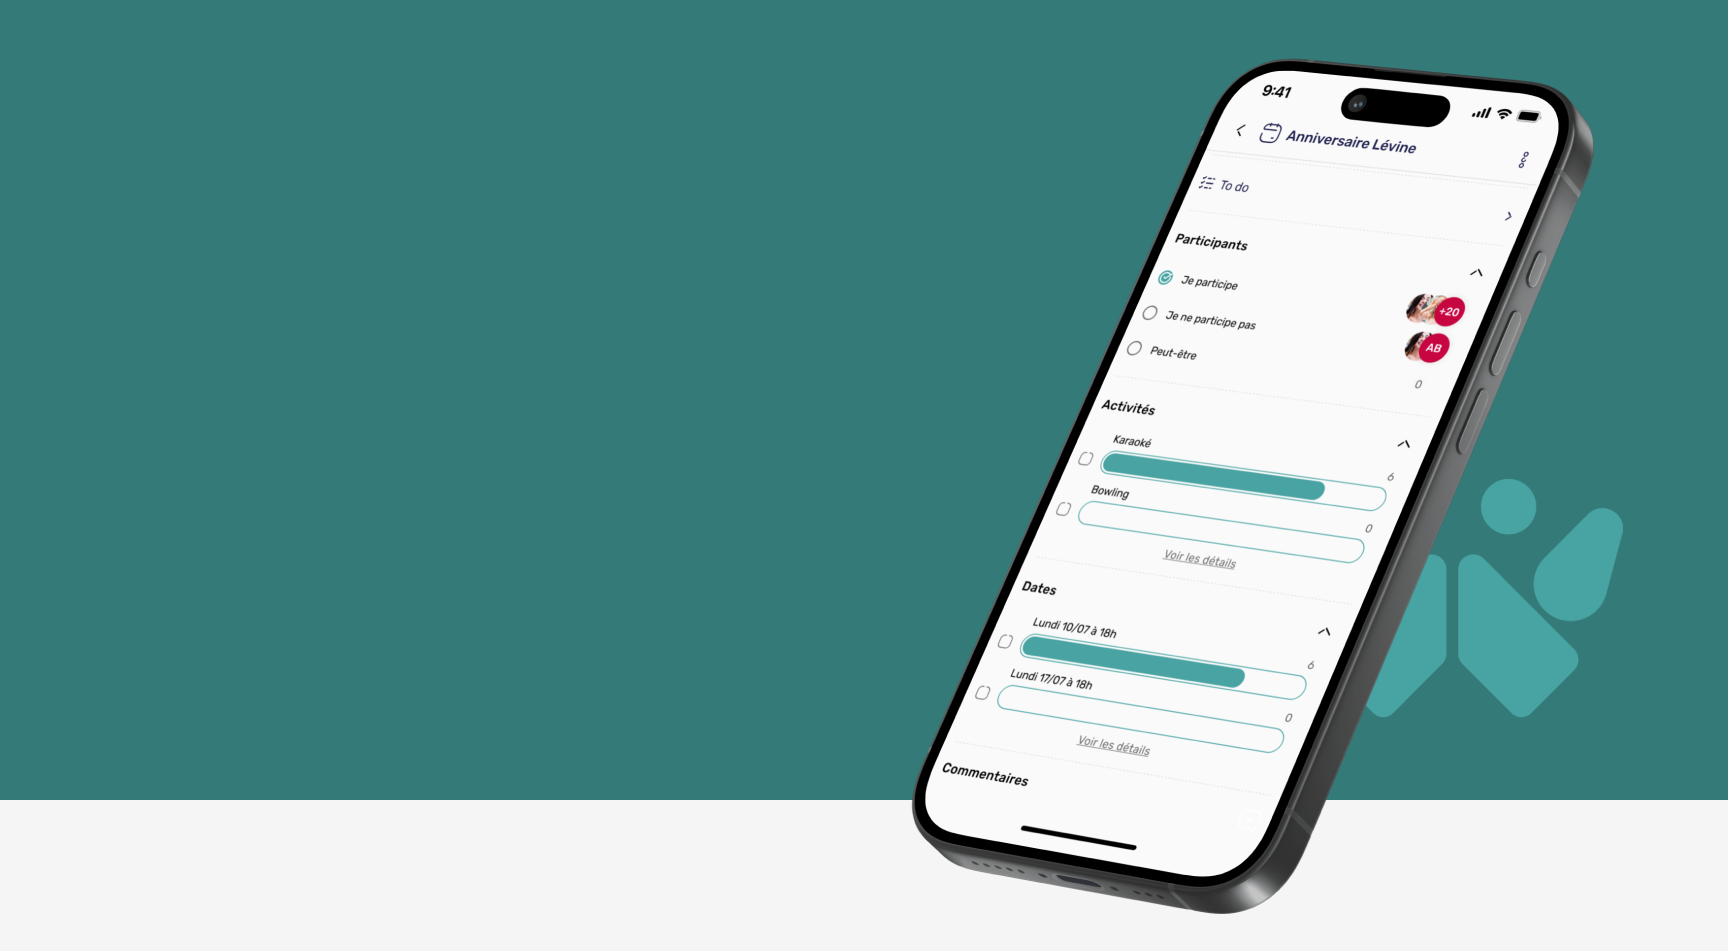 9:41
Anniversaire Lévine
To do
Participants
Je participe
+20
Je ne participe pas
AB
Peut-être
0
Activités
Karaoké
6
Bowling
0
Voir les détails
Dates
Lundi 10/07 à 18h
6
Lundi 17/07 à 18h
0
Voir les détails
Commentaires